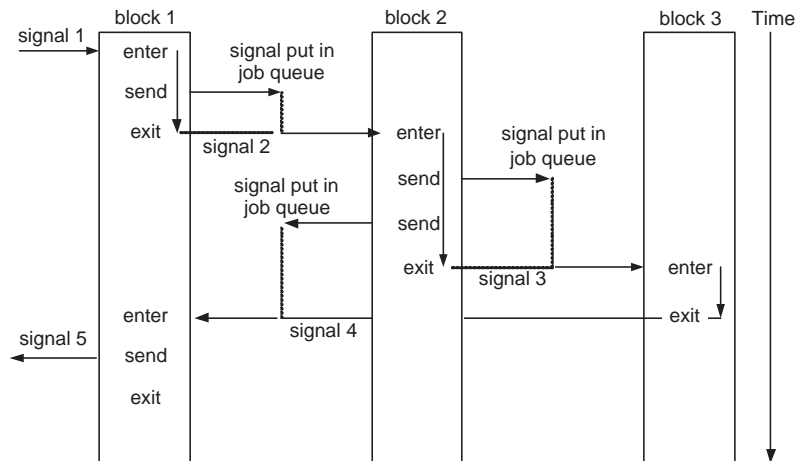 block 1
block 2
block 3
Time
signal 1
enter
signal put in
job queue
send
exit
signal 2
enter
signal put in
job queue
send
signal put in
job queue
send
exit
signal 3
enter
enter
signal 4
exit
signal 5
send
exit